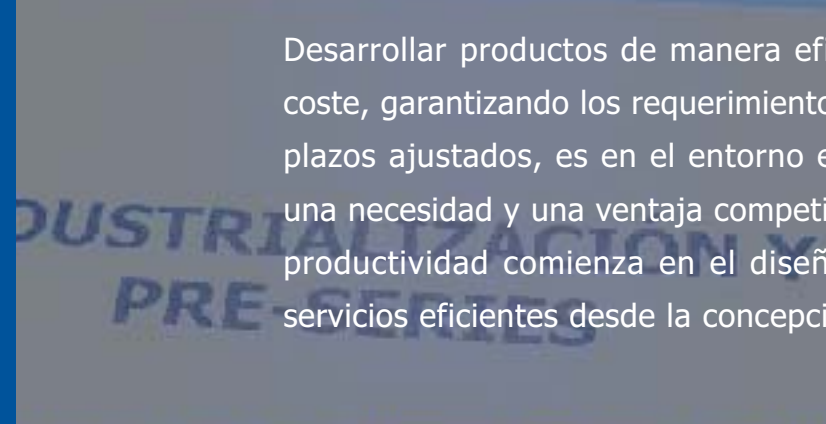 Desarrollar productos de manera efi
coste, garantizando los requerimiento
plazos ajustados, es en el entorno e
una necesidad y una ventaja competi
productividad comienza en el diseñ
servicios eficientes desde la concepci
DUSTRIALIZACION Y
PRE-SERIES